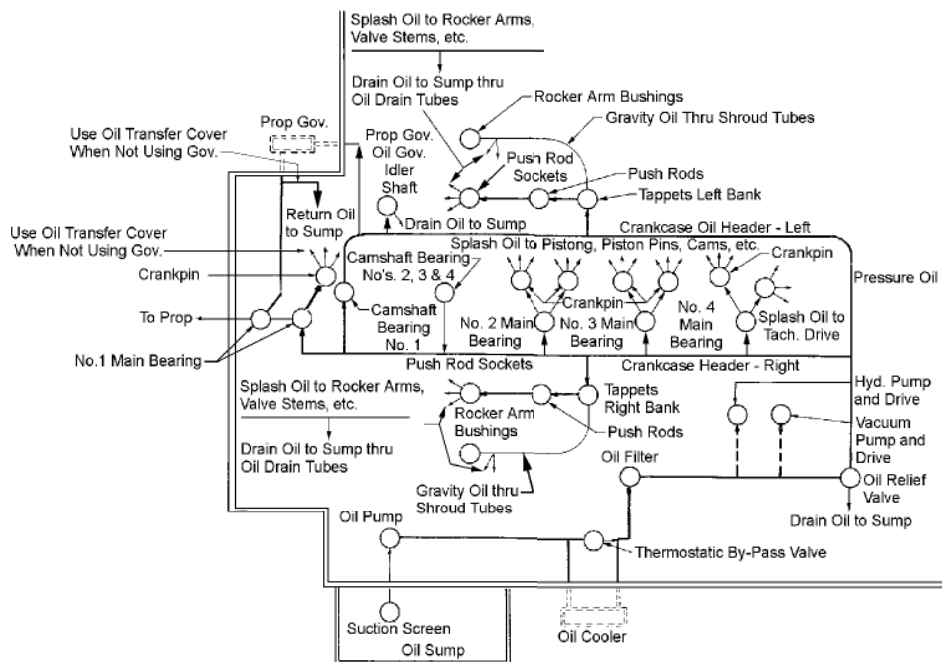 Splash Oil to Rocker Arms,
Valve Stems, etc.
Drain Oil to Sump thru
Oil Drain Tubes
Rocker Arm Bushings
Gravity Oil Thru Shroud Tubes
Use Oil Transfer Cover
When Not Using Gov.
Prop Gov.
Prop Gov.
Oil Gov.
Idler
Shaft
Push Rod
Sockets
Push Rods
Tappets Left Bank
Return Oil
to Sump
Drain Oil to Sump
Crankcase Oil Header - Left
Use Oil Transfer Cover
When Not Using Gov.
Splash Oil to Pistong, Piston Pins, Cams, etc.
Crankpin
Camshaft Bearing
No's. 2, 3 & 4
Crankpin
Pressure Oil
Crankpin
To Prop
Camshaft
Bearing
No. 1
No. 2 Main
Bearing
No. 3 Main
Bearing
No. 4
Main
Bearing
Splash Oil to
Tach. Drive
No.1 Main Bearing
Push Rod Sockets
Crankcase Header - Right
Splash Oil to Rocker Arms,
Valve Stems, etc.
Tappets
Right Bank
Hyd. Pump
and Drive
Rocker Arm
Bushings
Push Rods
Vacuum
Pump and
Drive
Drain Oil to Sump thru
Oil Drain Tubes
Oil Filter
Gravity Oil thru
Shroud Tubes
Oil Relief
Valve
Drain Oil to Sump
Oil Pump
Thermostatic By-Pass Valve
Suction Screen
Oil Sump
Oil Cooler